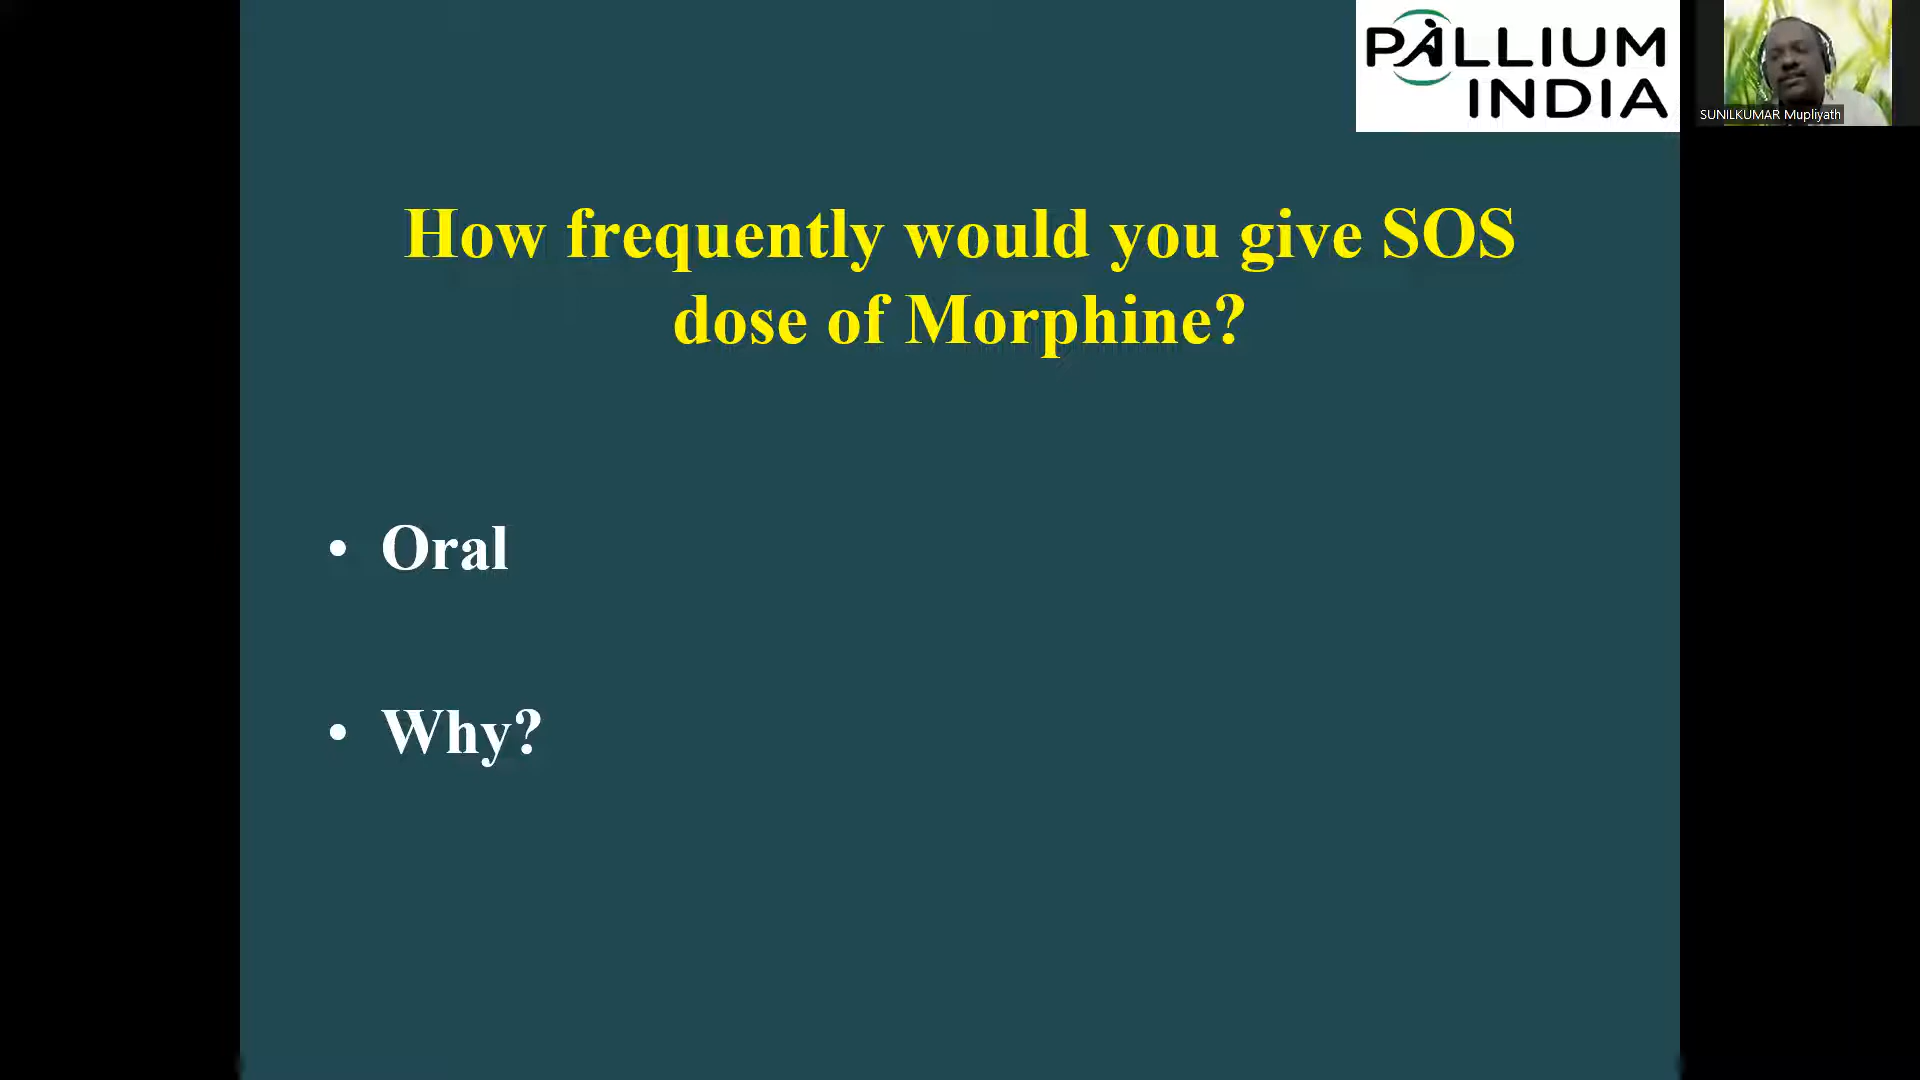 PALLIUM
INDIA
SUNILKUMAR Mupliyath
How frequently would you give SOS
dose of Morphine?
• Oral
• Why?